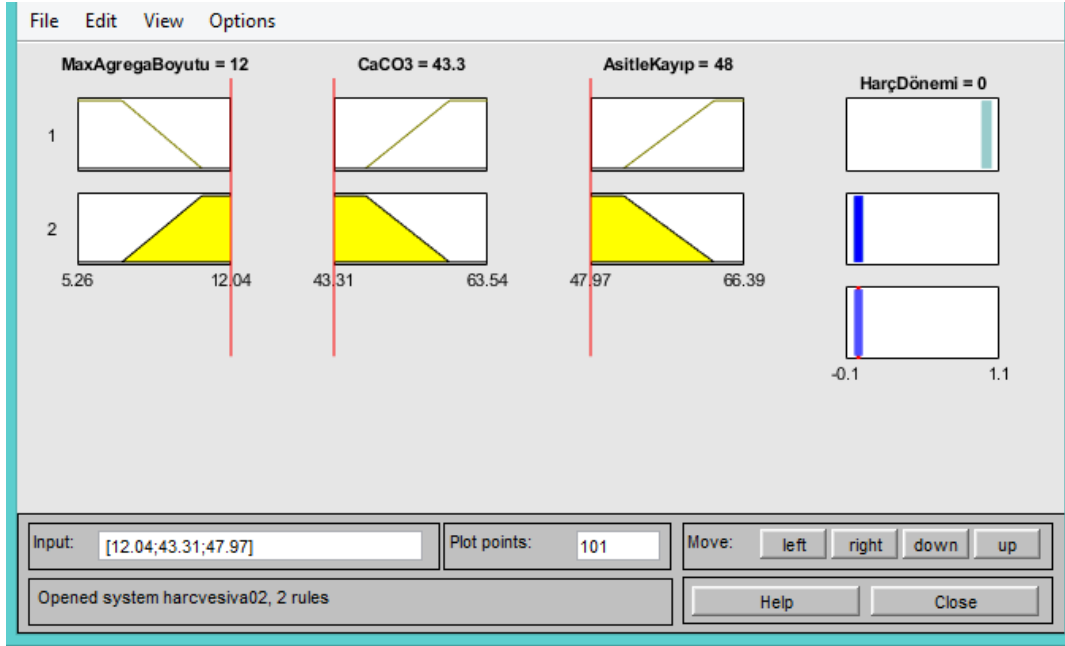 File Edit View Options
MaxAgregaBoyutu = 12 CaCO3 = 43.3 AsitleKayıp = 48 HarçDönemi = 0
1
2
5.26 12.04 43.31 63.54 47.97 66.39
-0.1 1.1
Input: [12.04;43.31;47.97] Plot points: 101 Move: left right down up
Opened system harcvesiva02, 2 rules Help Close